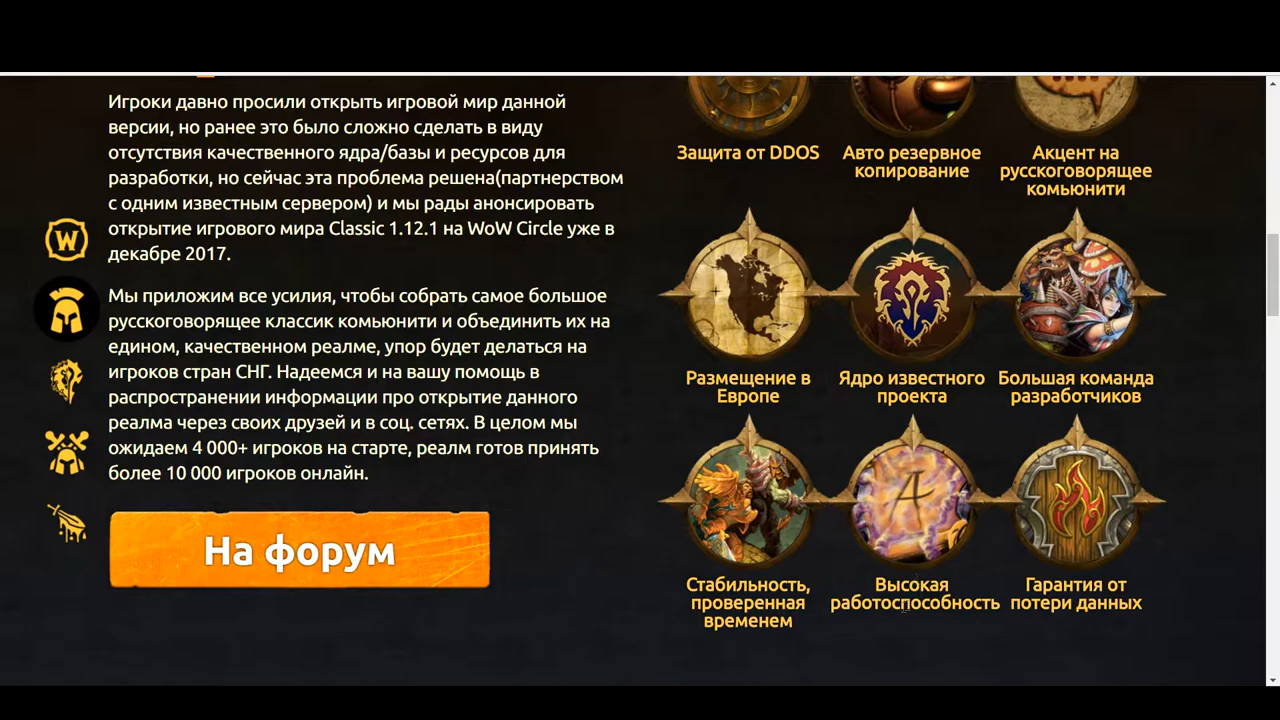 Игроки давно просили открыть игровой мир данной
версии, но ранее это было сложно сделать в виду
отсутствия качественного ядра/базы и ресурсов для
разработки, но сейчас эта проблема решена(партнерством
с одним известным сервером) и мы рады анонсировать
открытие игрового мира Classic 1.12.1 на WoW Circle уже в
декабре 2017.
Мы приложим все усилия, чтобы собрать самое большое
русскоговорящее классик комьюнити и объединить их на
едином, качественном реалме, упор будет делаться на
игроков стран СНГ. Надеемся и на вашу помощь в
распространении информации про открытие данного
реалма через своих друзей и в соц. сетях. В целом мы
ожидаем 4 000+ игроков на старте, реалм готов принять
более 10 000 игроков онлайн.
На форум
Защита от DDOS
Авто резервное
копирование
Акцент на
русскоговорящее
комьюнити
Размещение в
Европе
Ядро известного
проекта
Большая команда
разработчиков
Стабильность,
проверенная
временем
Высокая
работоспособность
Гарантия от
потери данных